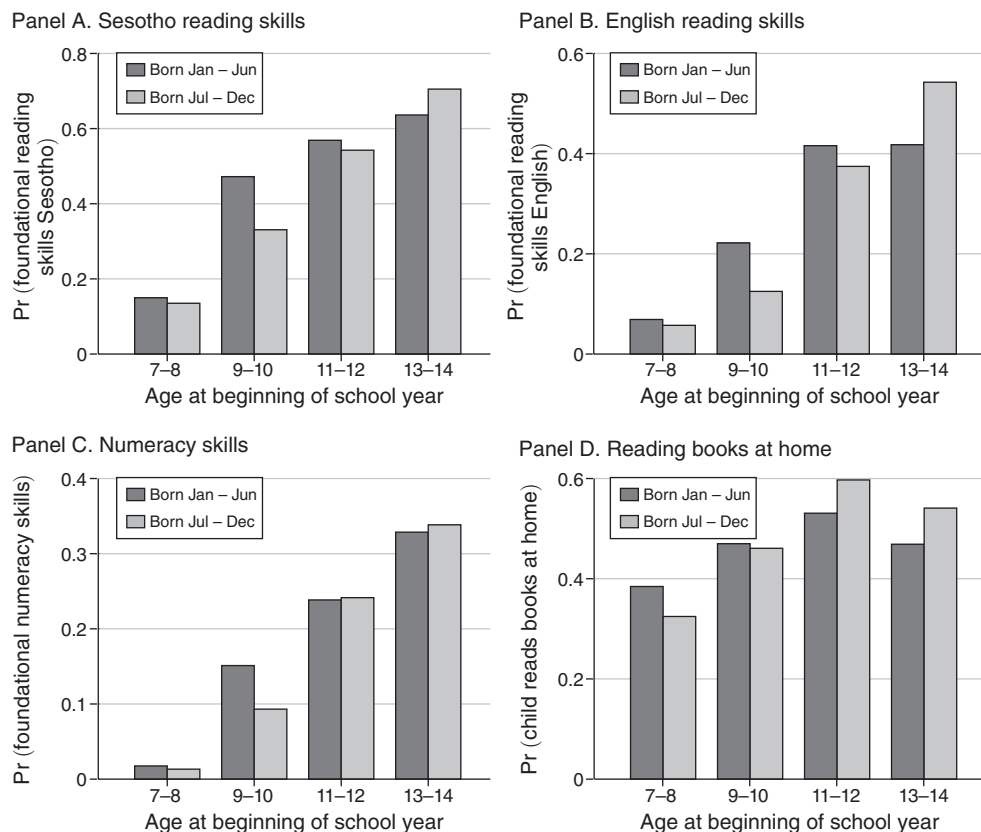 Panel A. Sesotho reading skills
Pr (foundational reading
skills Sesotho)
0.8
0.6
0.4
0.2
0
Born Jan – Jun
Born Jul – Dec
7–8 9–10 11–12 13–14
Age at beginning of school year
Panel B. English reading skills
Pr (foundational reading
skills English)
0.6
0.4
0.2
0
Born Jan – Jun
Born Jul – Dec
7–8 9–10 11–12 13–14
Age at beginning of school year
Panel C. Numeracy skills
Pr (foundational numeracy skills)
0.4
0.3
0.2
0.1
0
Born Jan – Jun
Born Jul – Dec
7–8 9–10 11–12 13–14
Age at beginning of school year
Panel D. Reading books at home
Pr (child reads books at home)
0.6
0.4
0.2
0
Born Jan – Jun
Born Jul – Dec
7–8 9–10 11–12 13–14
Age at beginning of school year